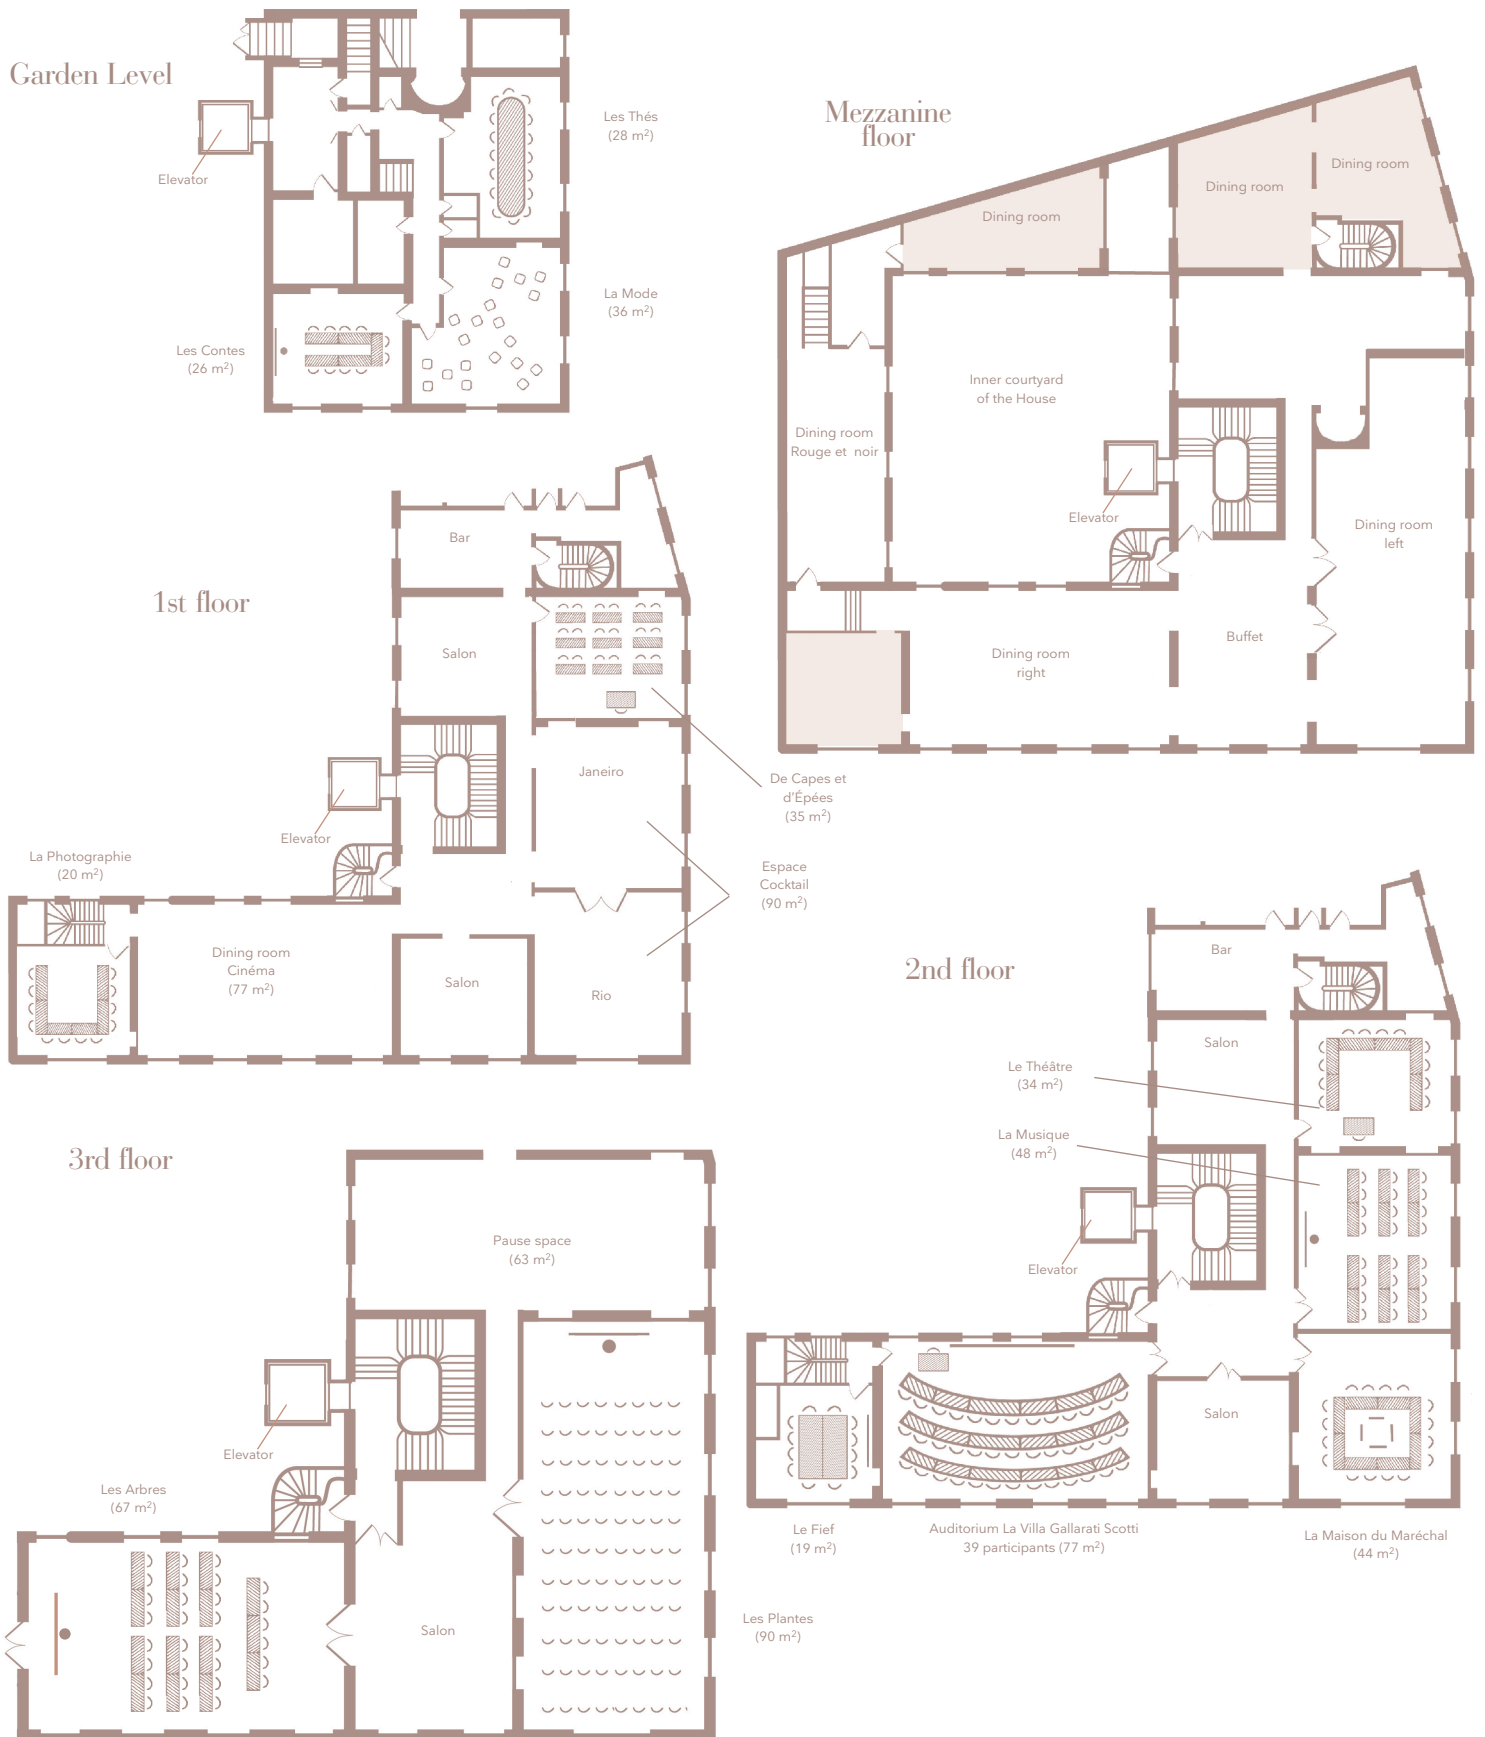 Garden Level
Les Thés
(28 m²)
Elevator
La Mode
(36 m²)
Les Contes
(26 m²)
Mezzanine
floor
Dining room
Dining room
Dining room
Inner courtyard
of the House
Dining room
Rouge et noir
Elevator
Dining room
left
Buffet
Dining room
right
1st floor
Bar
Salon
Janeiro
De Capes et
d'Épées
(35 m²)
Elevator
La Photographie
(20 m²)
Espace
Cocktail
(90 m²)
Dining room
Cinéma
(77 m²)
Salon
Rio
2nd floor
Bar
Salon
Le Théâtre
(34 m²)
La Musique
(48 m²)
Elevator
Salon
Le Fief
(19 m²)
Auditorium La Villa Gallarati Scotti
39 participants (77 m²)
La Maison du Maréchal
(44 m²)
3rd floor
Pause space
(63 m²)
Elevator
Les Arbres
(67 m²)
Salon
Les Plantes
(90 m²)